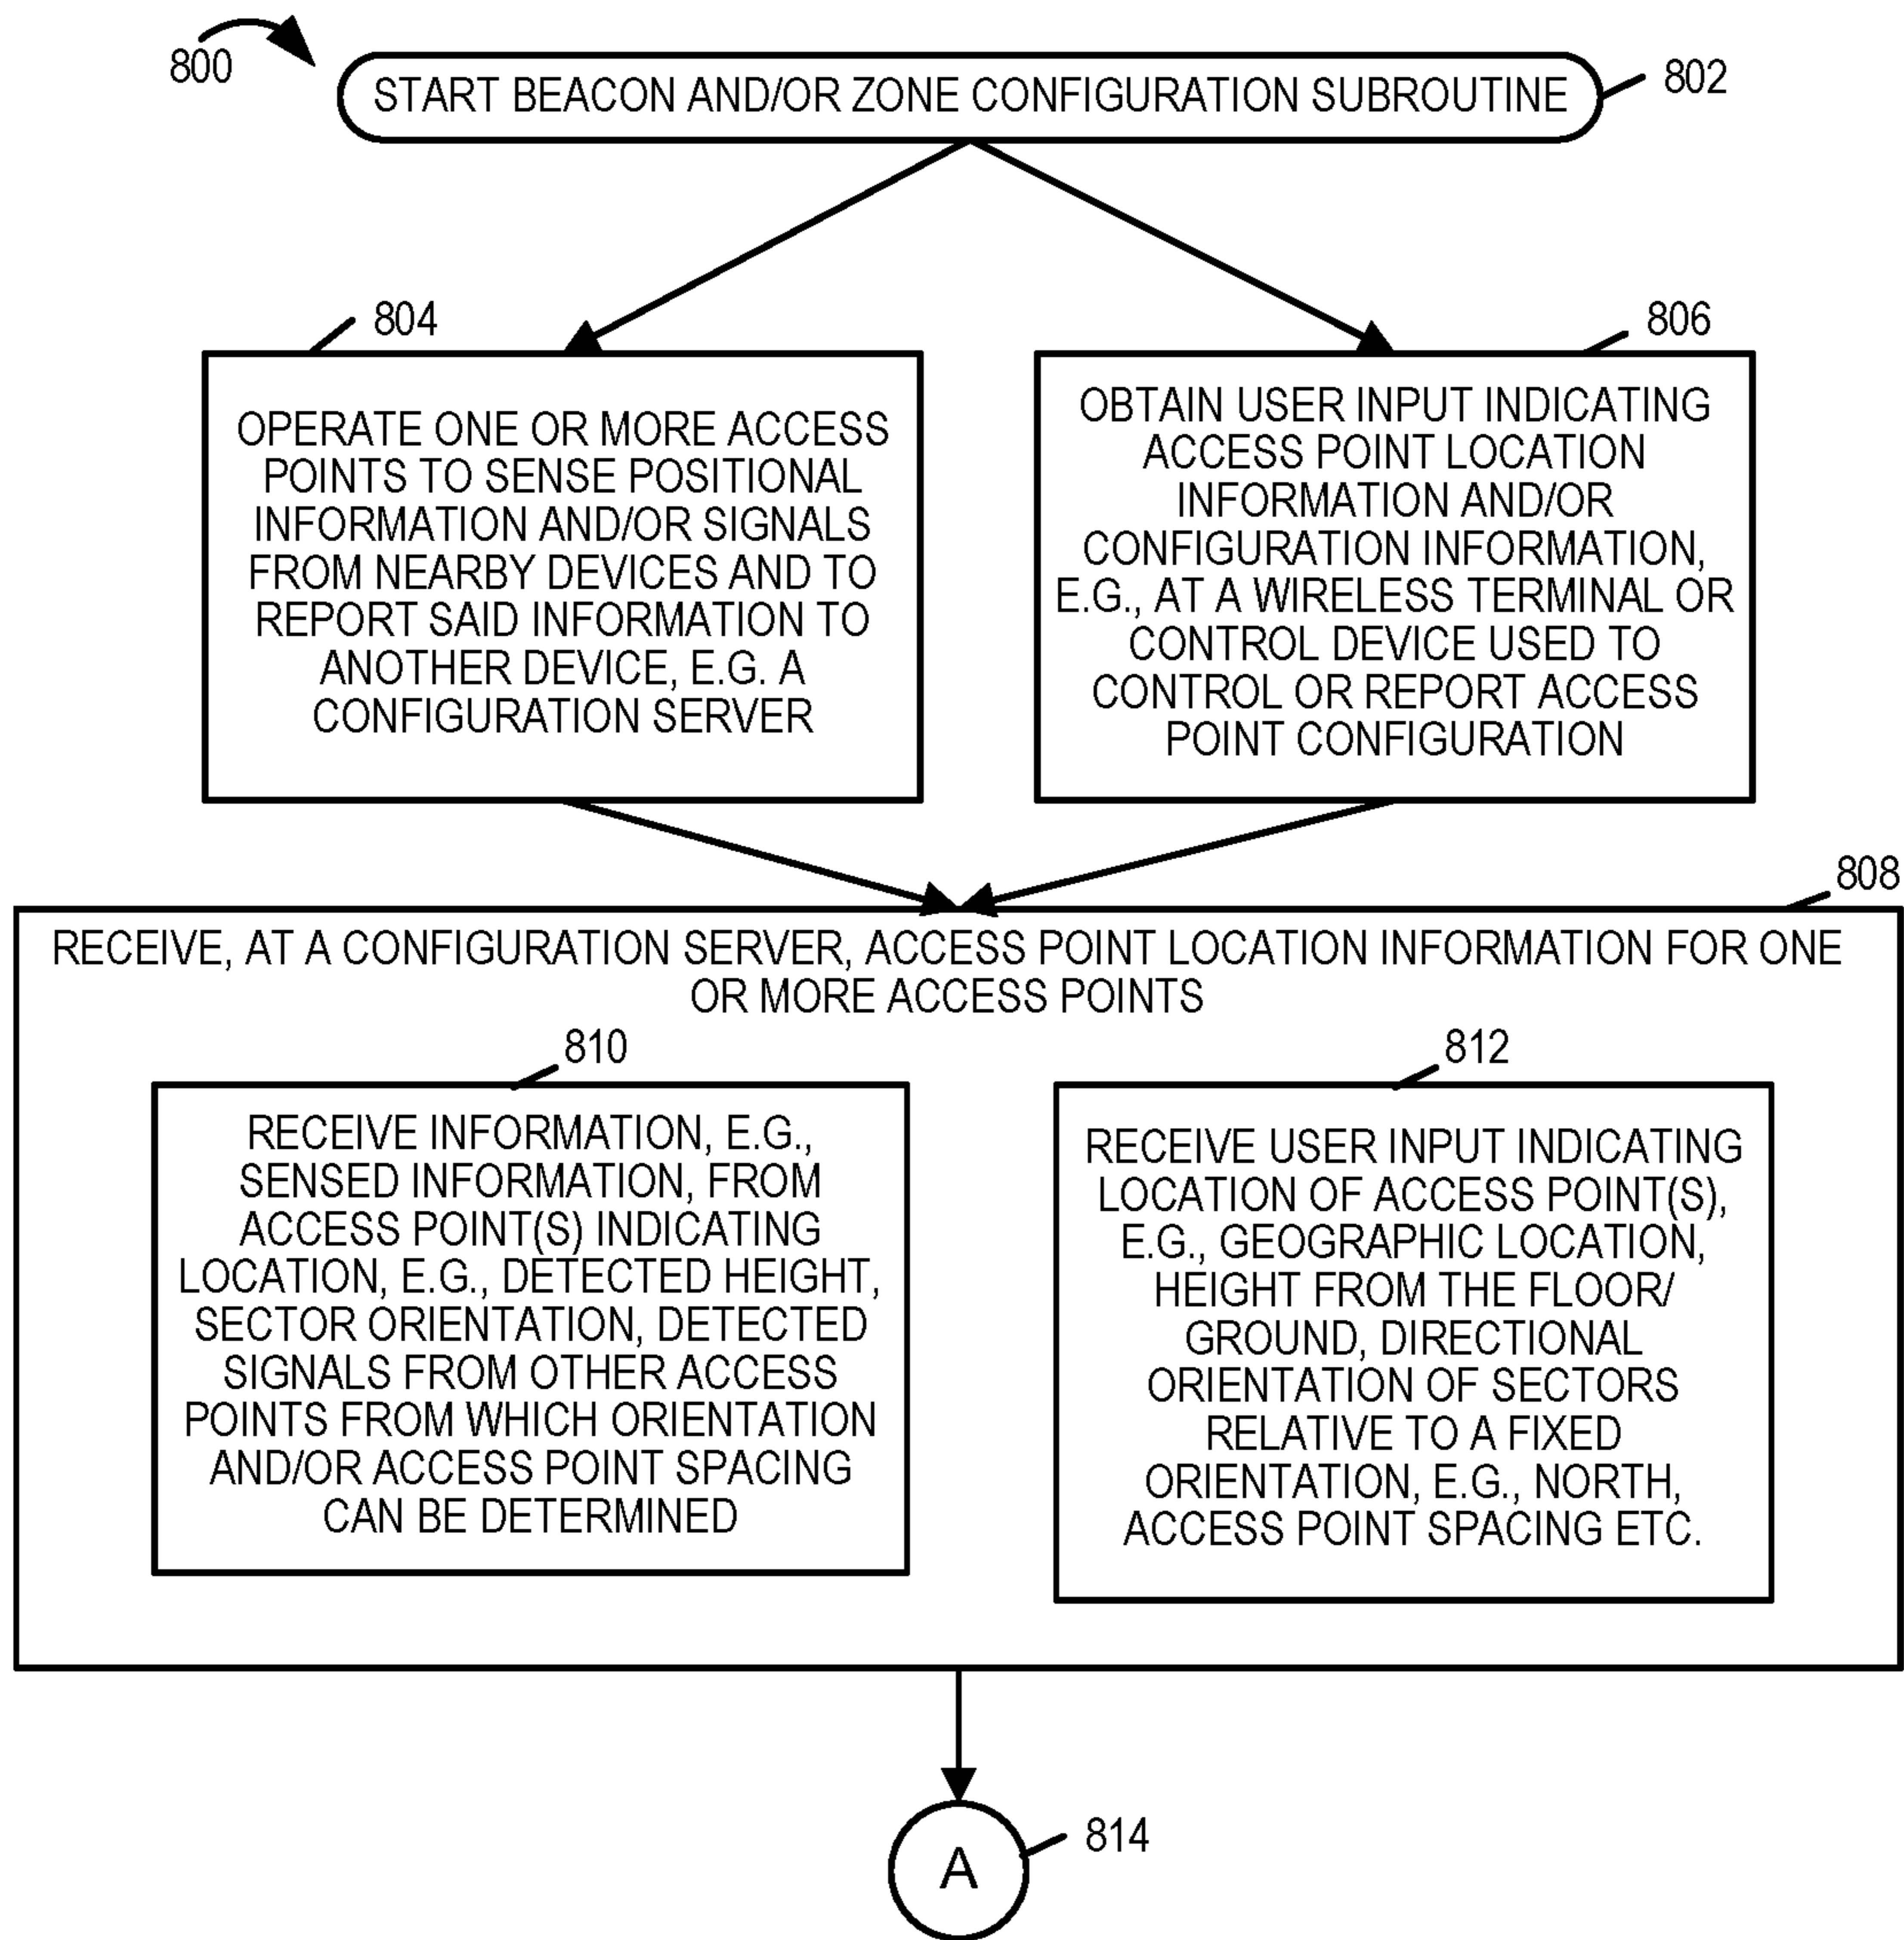 800
START BEACON AND/OR ZONE CONFIGURATION SUBROUTINE
802
804
OPERATE ONE OR MORE ACCESS
POINTS TO SENSE POSITIONAL
INFORMATION AND/OR SIGNALS
FROM NEARBY DEVICES AND TO
REPORT SAID INFORMATION TO
ANOTHER DEVICE, E.G. A
CONFIGURATION SERVER
806
OBTAIN USER INPUT INDICATING
ACCESS POINT LOCATION
INFORMATION AND/OR
CONFIGURATION INFORMATION,
E.G., AT A WIRELESS TERMINAL OR
CONTROL DEVICE USED TO
CONTROL OR REPORT ACCESS
POINT CONFIGURATION
808
RECEIVE, AT A CONFIGURATION SERVER, ACCESS POINT LOCATION INFORMATION FOR ONE
OR MORE ACCESS POINTS
810
RECEIVE INFORMATION, E.G.,
SENSED INFORMATION, FROM
ACCESS POINT(S) INDICATING
LOCATION, E.G., DETECTED HEIGHT,
SECTOR ORIENTATION, DETECTED
SIGNALS FROM OTHER ACCESS
POINTS FROM WHICH ORIENTATION
AND/OR ACCESS POINT SPACING
CAN BE DETERMINED
812
RECEIVE USER INPUT INDICATING
LOCATION OF ACCESS POINT(S),
E.G., GEOGRAPHIC LOCATION,
HEIGHT FROM THE FLOOR/
GROUND, DIRECTIONAL
ORIENTATION OF SECTORS
RELATIVE TO A FIXED
ORIENTATION, E.G., NORTH,
ACCESS POINT SPACING ETC.
A
814